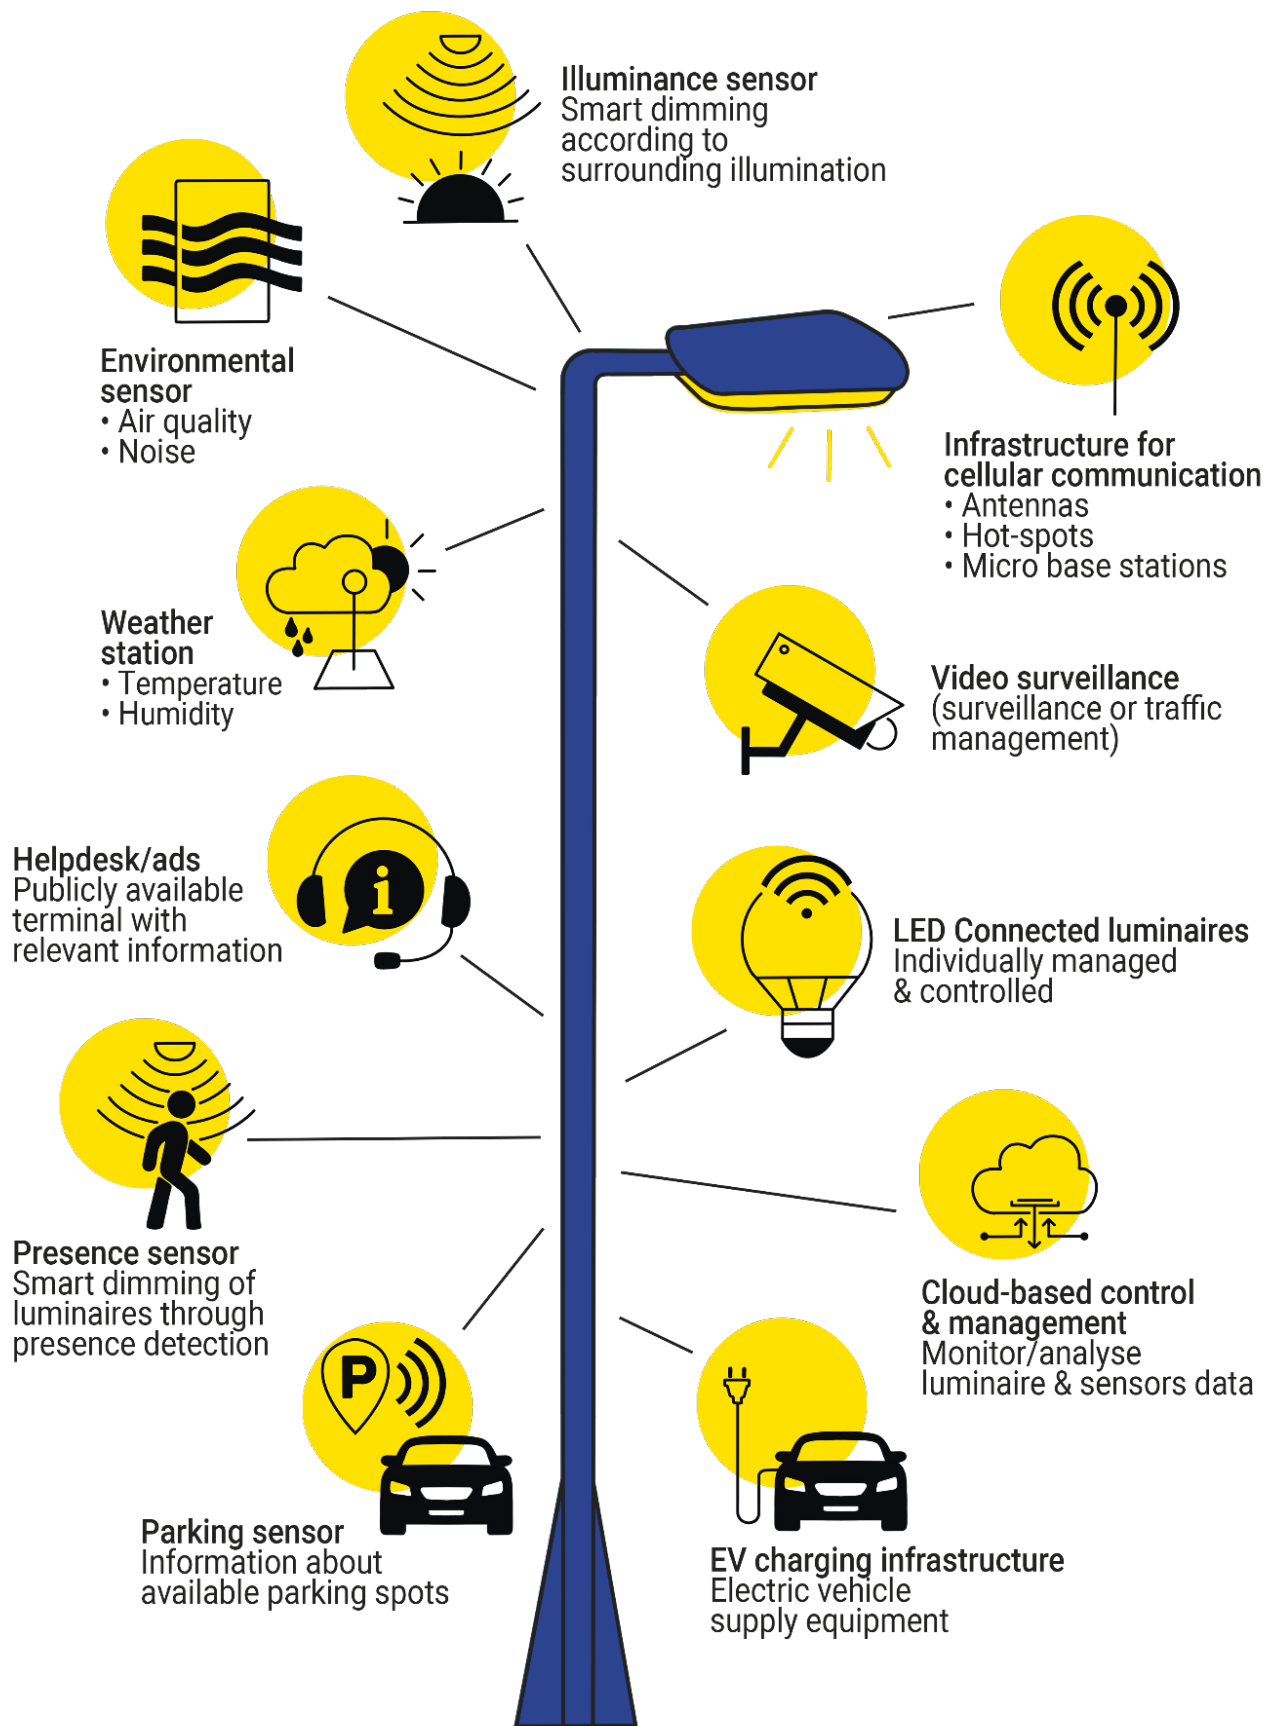 Illuminance sensor
Smart dimming
according to
surrounding illumination
Environmental
sensor
• Air quality
• Noise
Infrastructure for
cellular communication
• Antennas
• Hot-spots
• Micro base stations
Weather
station
• Temperature
• Humidity
Video surveillance
(surveillance or traffic
management)
Helpdesk/ads
Publicly available
terminal with
relevant information
i
LED Connected luminaires
Individually managed
& controlled
Presence sensor
Smart dimming of
luminaires through
presence detection
Cloud-based control
& management
Monitor/analyse
luminaire & sensors data
P
Parking sensor
Information about
available parking spots
EV charging infrastructure
Electric vehicle
supply equipment